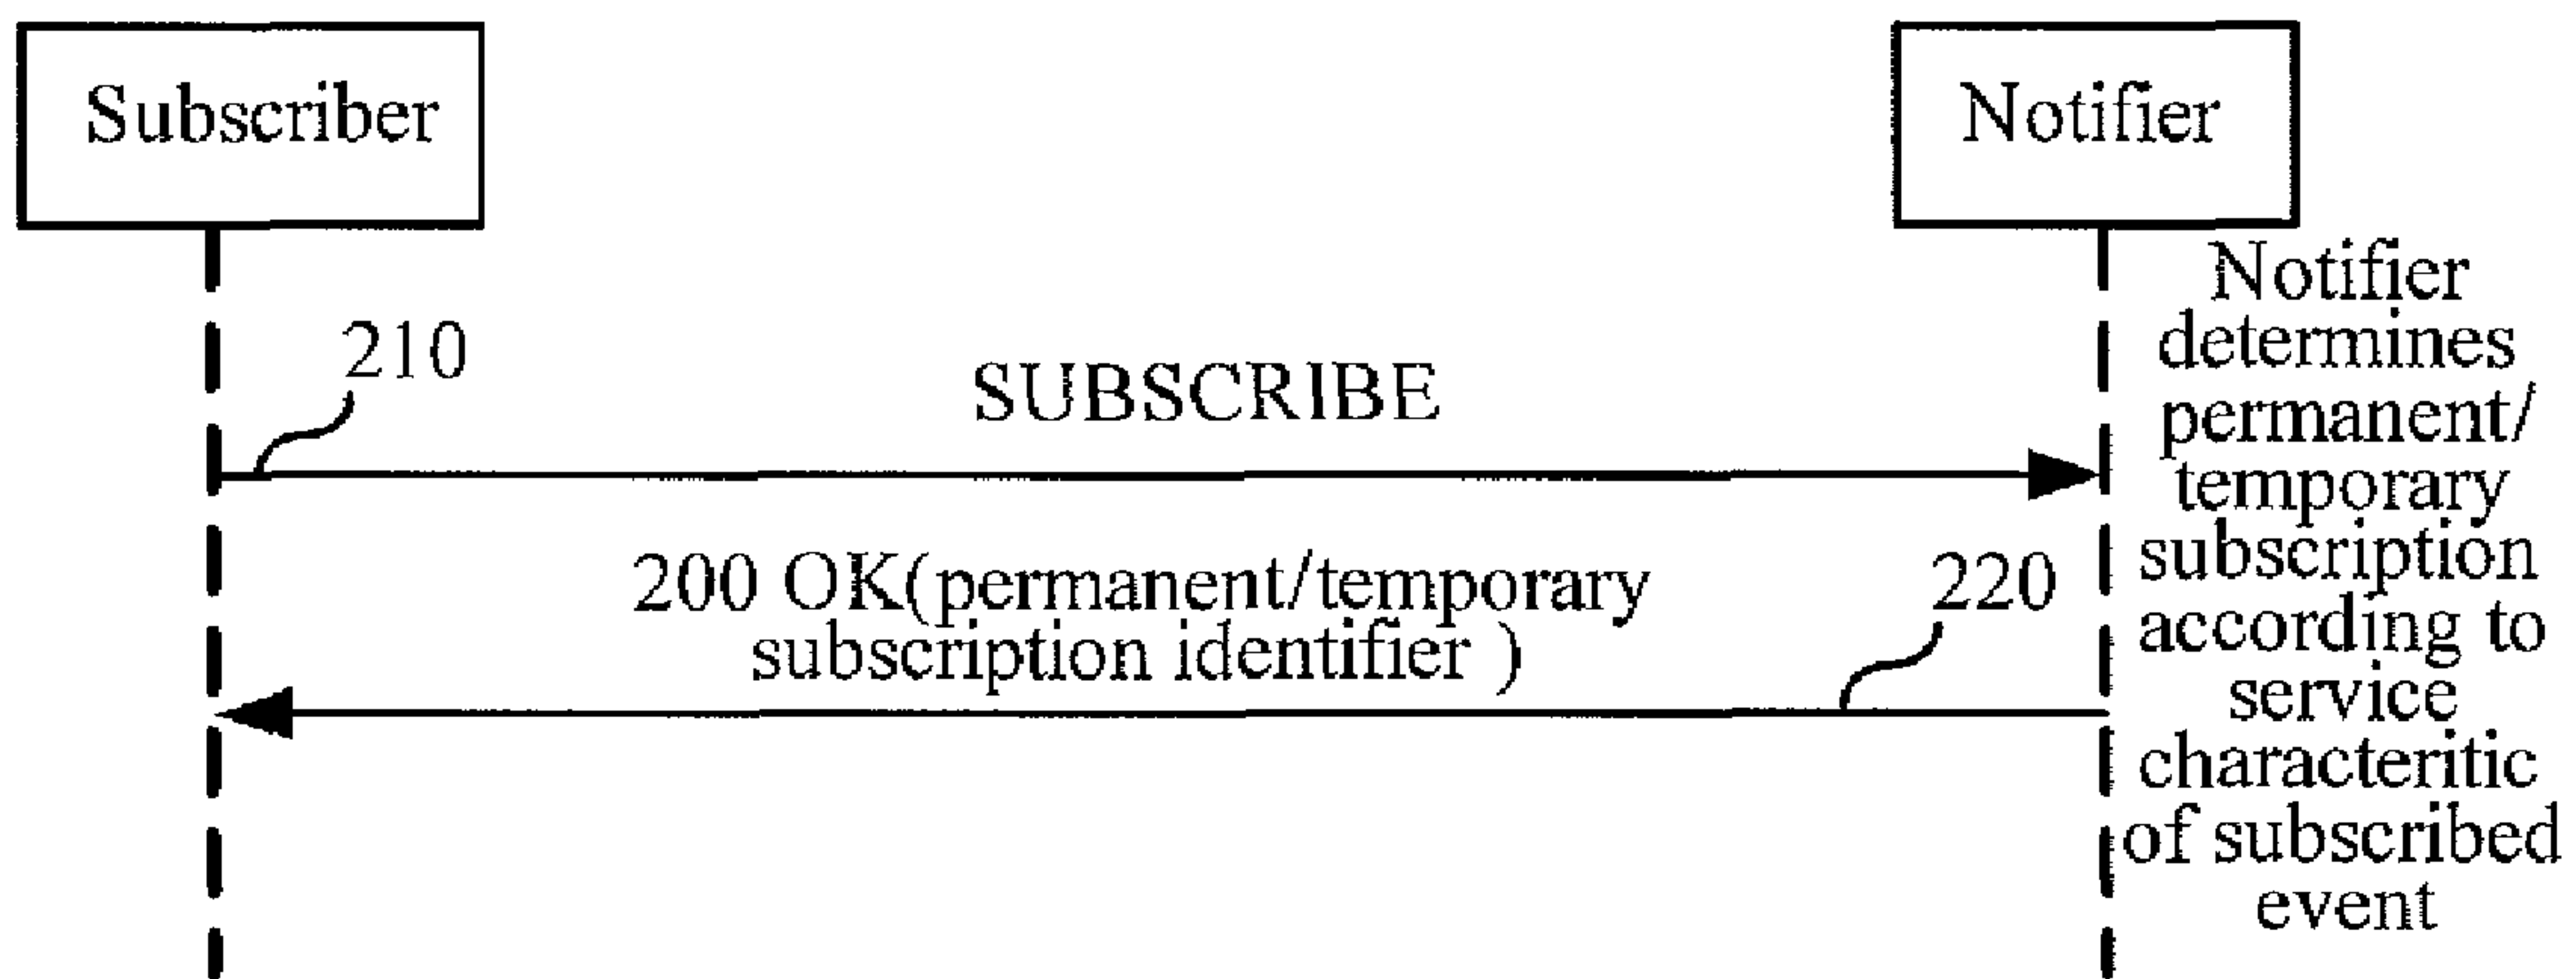 Subscriber
Notifier
210
SUBSCRIBE
200 OK(permanent/temporary
subscription identifier )
220
Notifier
determines
permanent/
temporary
subscription
according to
service
characteritic
of subscribed
event